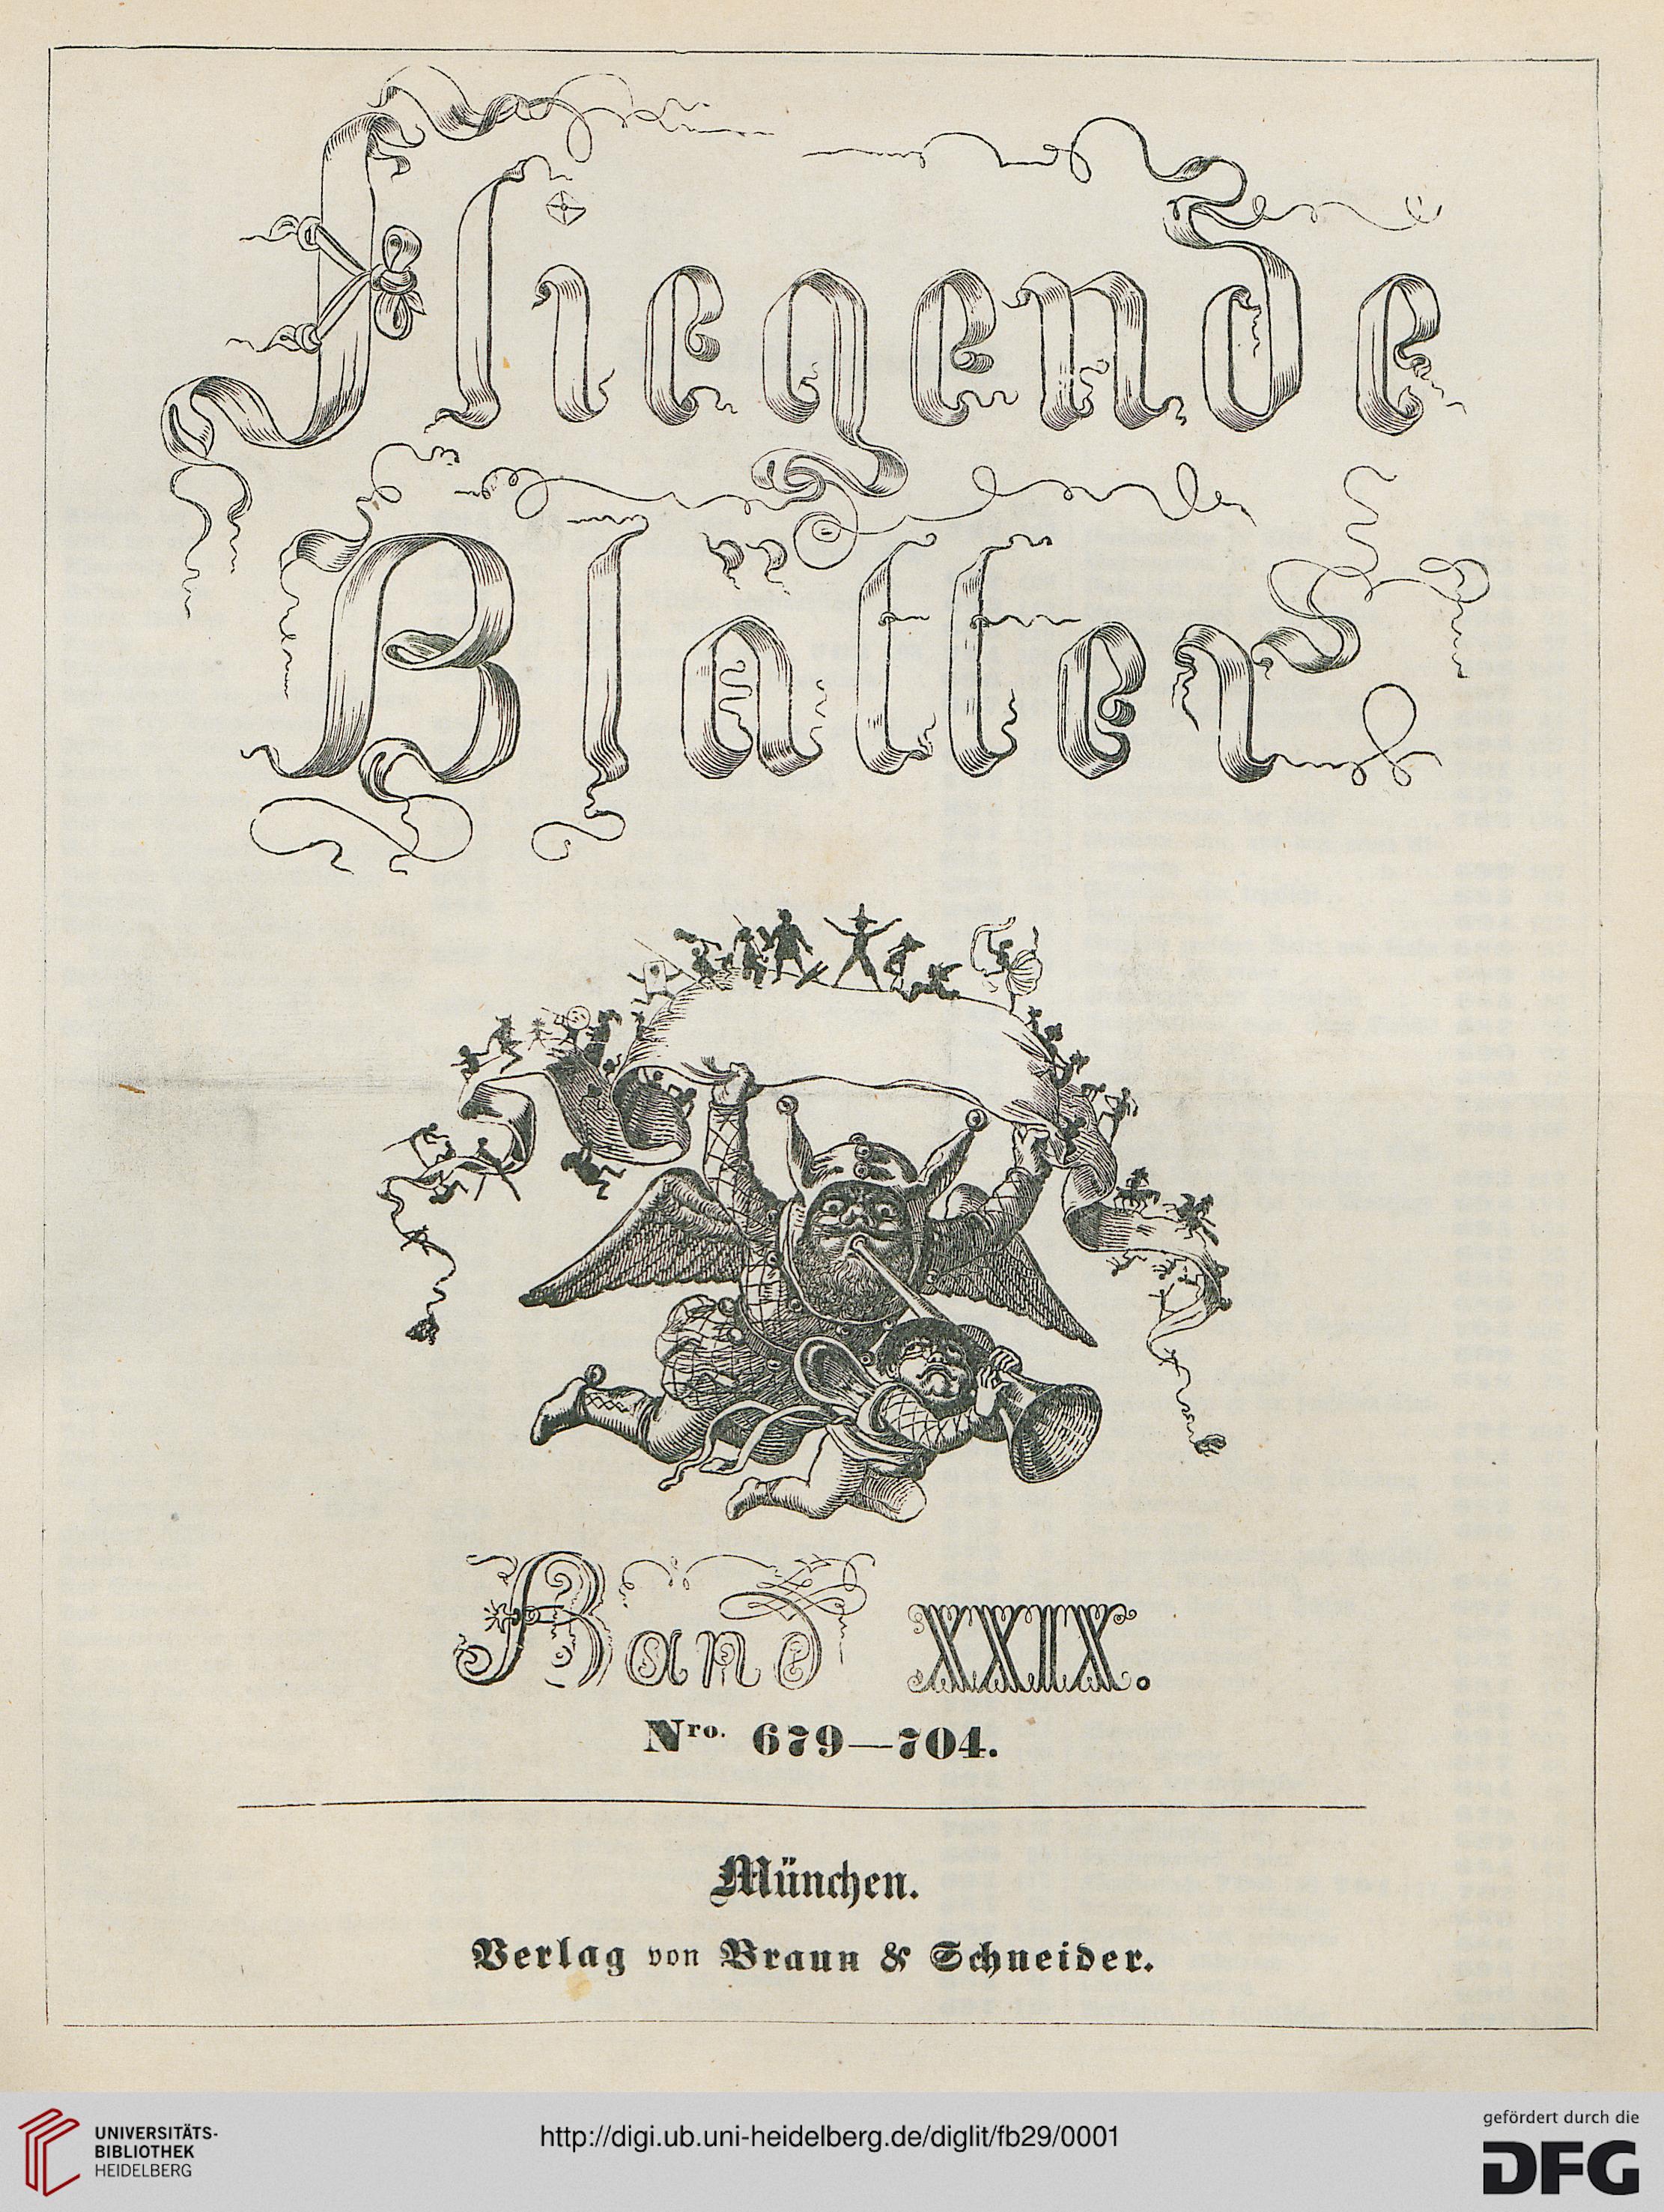 Fliegende
Blätter.
Band XXIX.
Nro. 679—704.
München.
Verlag von Braun & Schneider.
UNIVERSITÄTS-
BIBLIOTHEK
HEIDELBERG
http://digi.ub.uni-heidelberg.de/diglit/fb29/0001
gefördert durch die
DFG